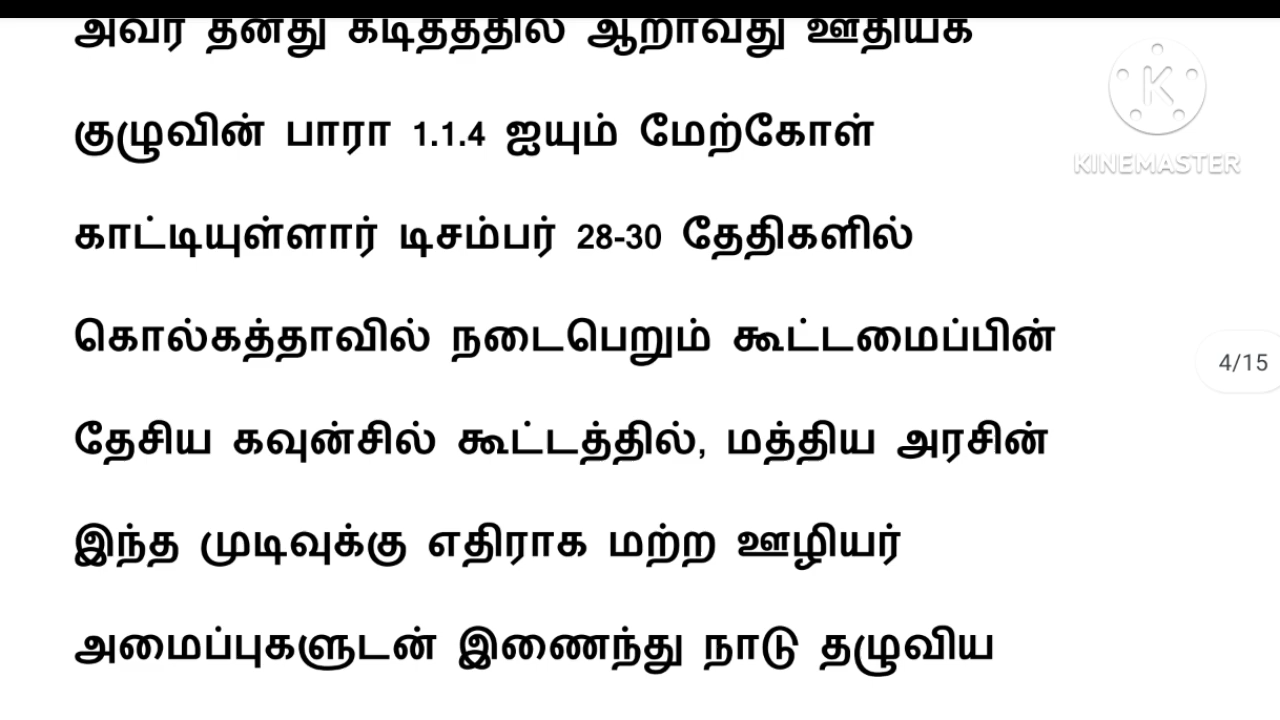 அவர் தனது கடிதத்தில் ஆறாவது ஊதியக்
குழுவின் பாரா 1.1.4 ஐயும் மேற்கோள்
காட்டியுள்ளார் டிசம்பர் 28-30 தேதிகளில்
கொல்கத்தாவில் நடைபெறும் கூட்டமைப்பின்
தேசிய கவுன்சில் கூட்டத்தில், மத்திய அரசின்
இந்த முடிவுக்கு எதிராக மற்ற ஊழியர்
அமைப்புகளுடன் இணைந்து நாடு தழுவிய
K
KINEMASTER
4/15